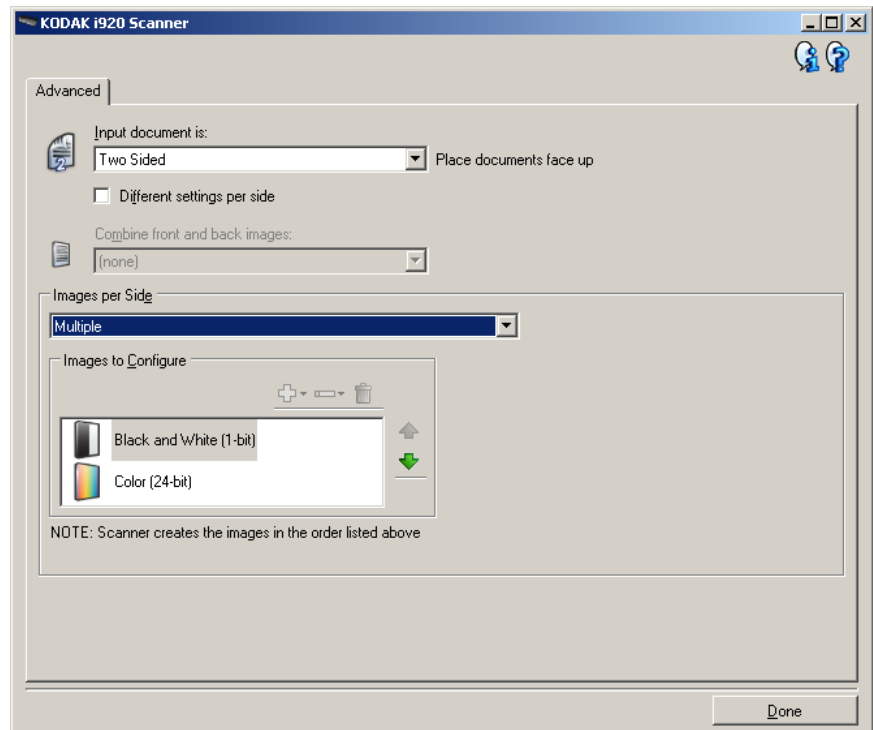 KODAK i920 Scanner
Advanced
Input document is:
Two Sided
Place documents face up
Different settings per side
Combine front and back images:
(none)
Images per Side
Multiple
Images to Configure
Black and White (1-bit)
Color (24-bit)
NOTE: Scanner creates the images in the order listed above
Done